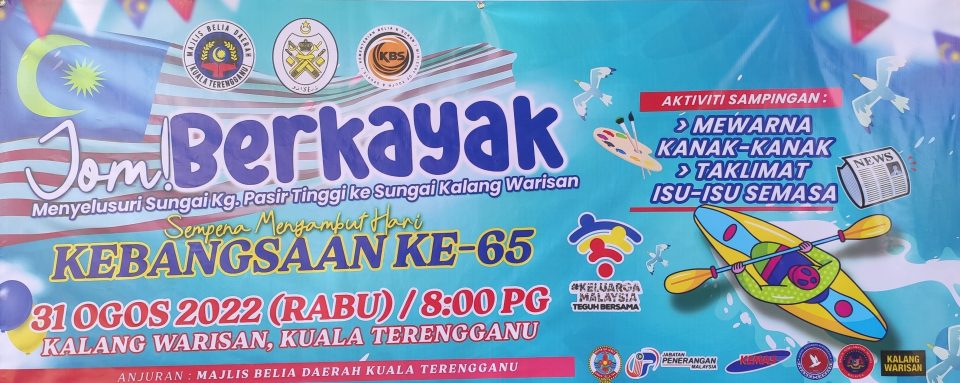 MAJLIS BELIA DAERAH
KUALA TERENGGANU
KBS
Jom! Berkayak
Menyelusuri Sungai Kg. Pasir Tinggi ke Sungai Kalang Warisan
Sempena Menyambut Hari
KEBANGSAAN KE-65
31 OGOS 2022 (RABU) / 8:00 PG
KALANG WARISAN, KUALA TERENGGANU
ANJURAN : MAJLIS BELIA DAERAH KUALA TERENGGANU
AKTIVITI SAMPINGAN :
> MEWARNA
KANAK-KANAK
> TAKLIMAT
ISU-ISU SEMASA
NEWS
#KELUARGA
MALAYSIA
TEGUH BERSAMA
JABATAN
PENERANGAN
MALAYSIA
KEMAS
KALANG
WARISAN